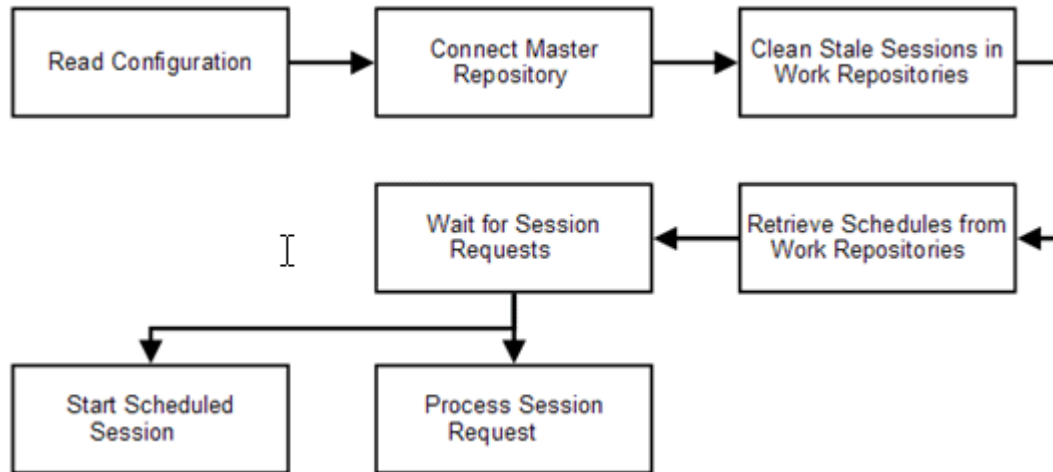 Read Configuration
Connect Master
Repository
Clean Stale Sessions in
Work Repositories
Retrieve Schedules from
Work Repositories
Wait for Session
Requests
Start Scheduled
Session
Process Session
Request